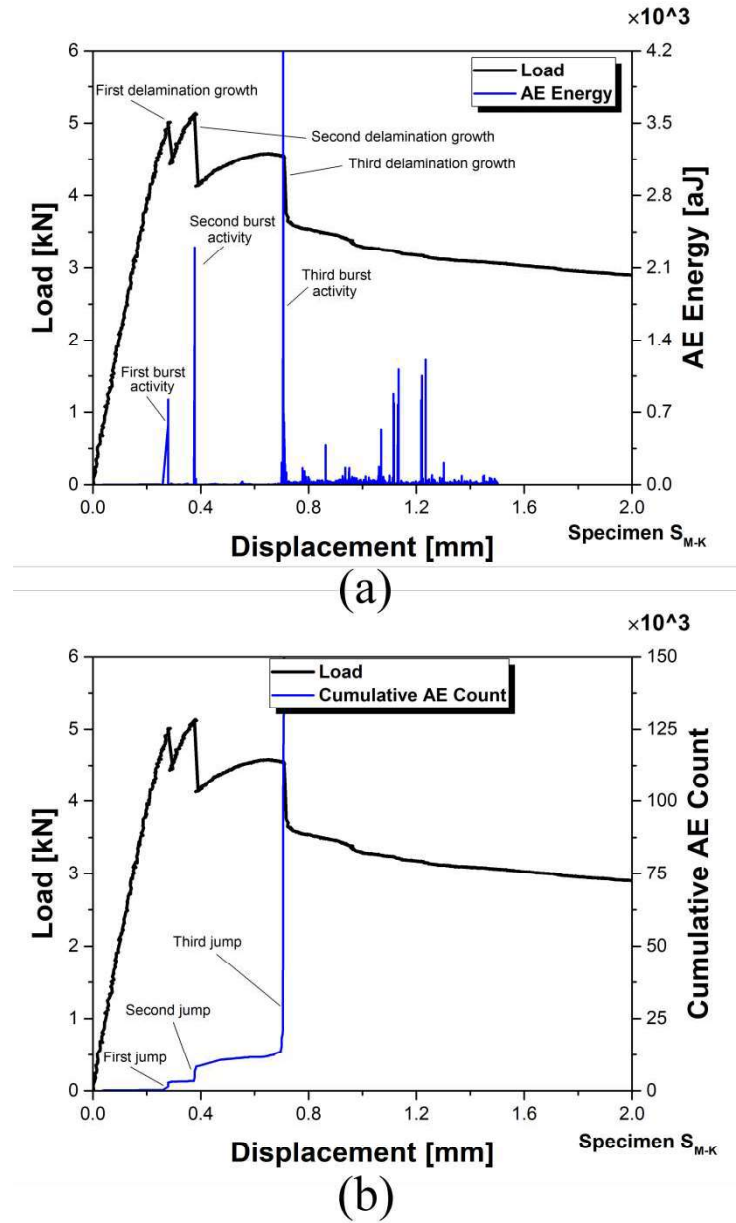 ×10^3
6
5
4
3
2
1
0
Load [kN]
4.2
3.5
2.8
2.1
1.4
0.7
0.0
AE Energy [aJ]
Load
AE Energy
First delamination growth
Second delamination growth
Third delamination growth
Second burst
activity
Third burst
activity
First burst
activity
0.0 0.4 0.8 1.2 1.6 2.0
Displacement [mm]
Specimen S_M-K
(a)
×10^3
6
5
4
3
2
1
0
Load [kN]
150
125
100
75
50
25
0
Cumulative AE Count
Load
Cumulative AE Count
Third jump
Second jump
First jump
0.0 0.4 0.8 1.2 1.6 2.0
Displacement [mm]
Specimen S_M-K
(b)